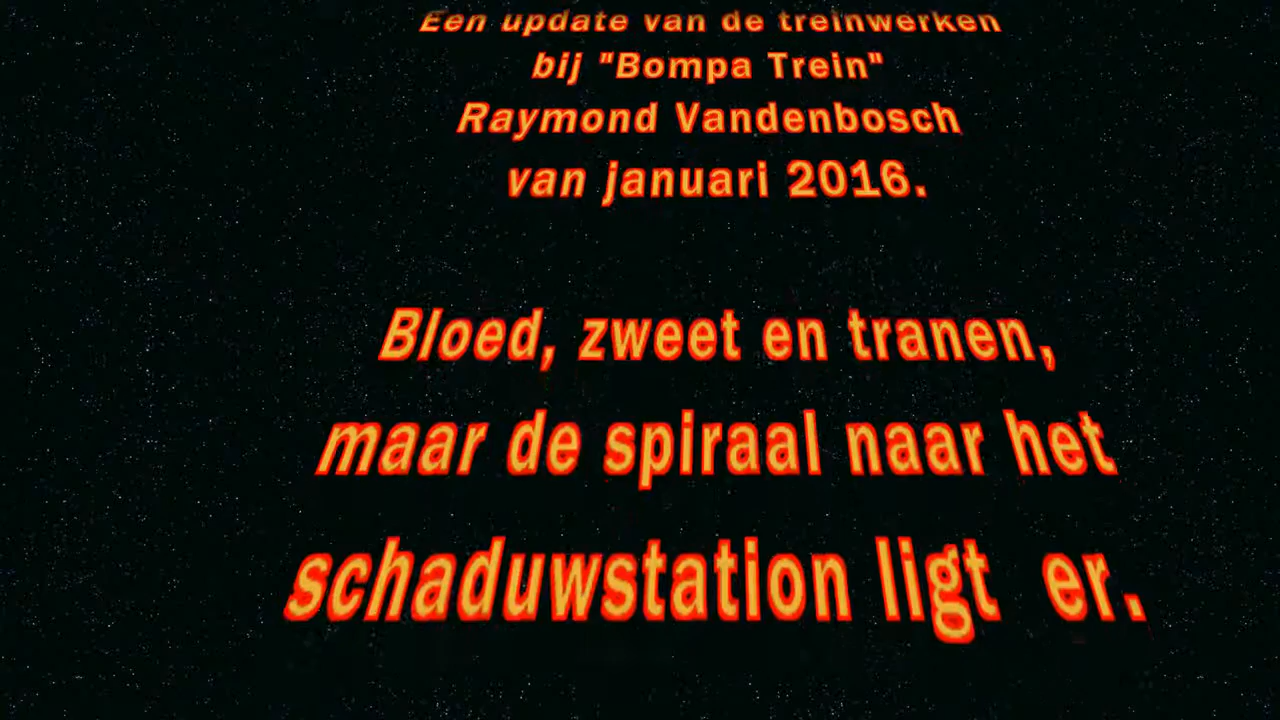 Een update van de treinwerken
bij "Bompa Trein"
Raymond Vandenbosch
van januari 2016.
Bloed, zweet en tranen,
maar de spiraal naar het
schaduwstation ligt er.